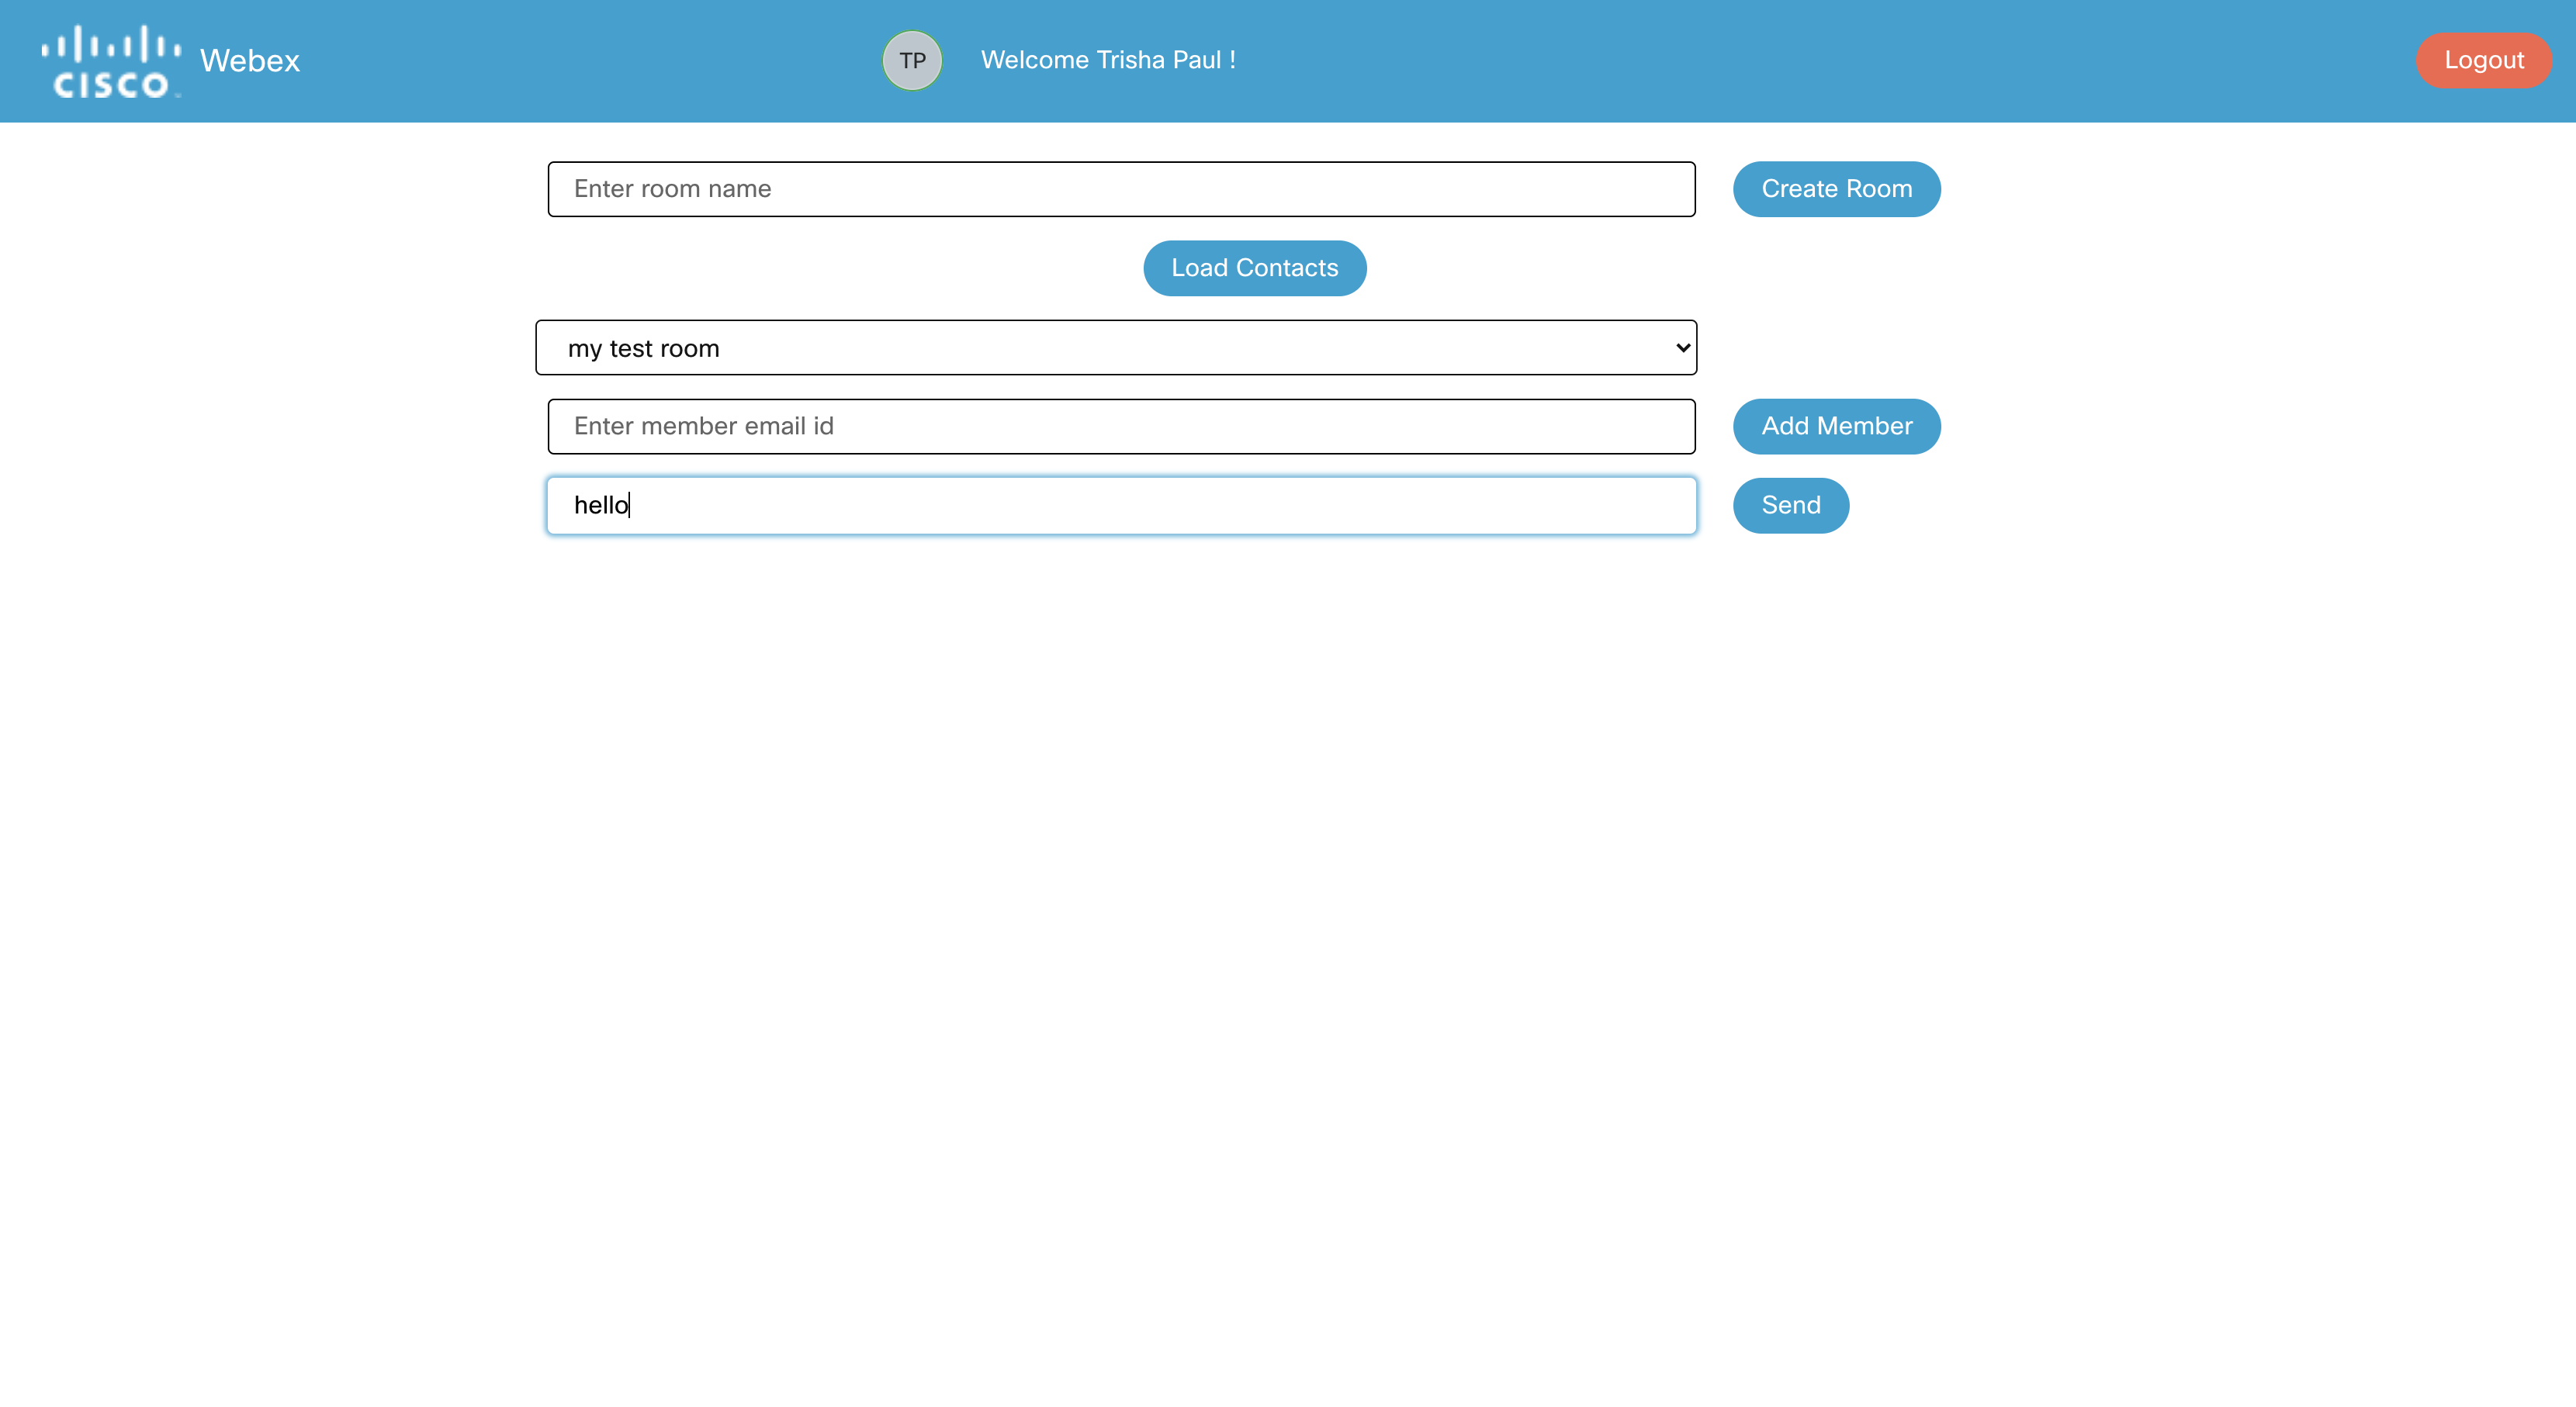 CISCO Webex
TP Welcome Trisha Paul !
Logout
Enter room name
Create Room
Load Contacts
my test room
Enter member email id
Add Member
hello
Send